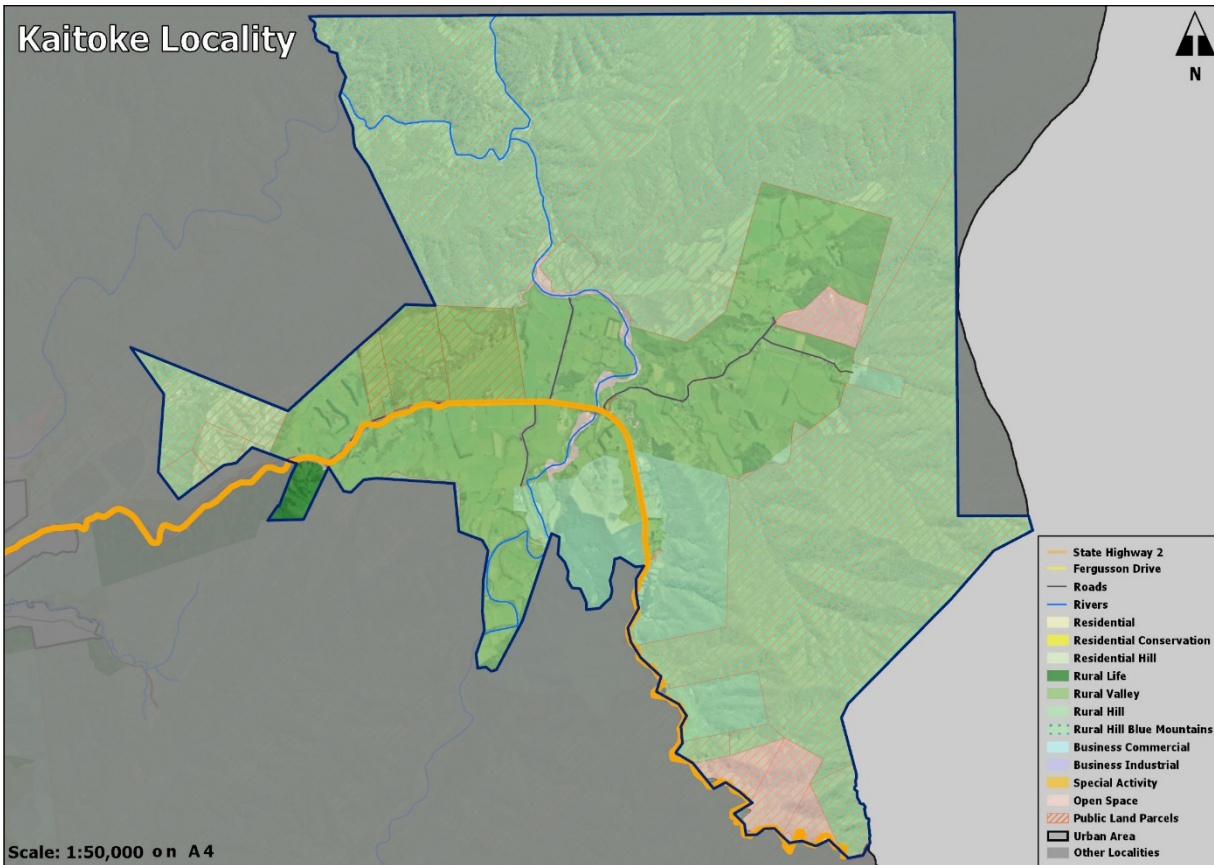 Kaitoke Locality
N
State Highway 2
Fergusson Drive
Roads
Rivers
Residential
Residential Conservation
Residential Hill
Rural Life
Rural Valley
Rural Hill
Rural Hill Blue Mountains
Business Commercial
Business Industrial
Special Activity
Open Space
Public Land Parcels
Urban Area
Other Localities
Scale: 1:50,000 on A4